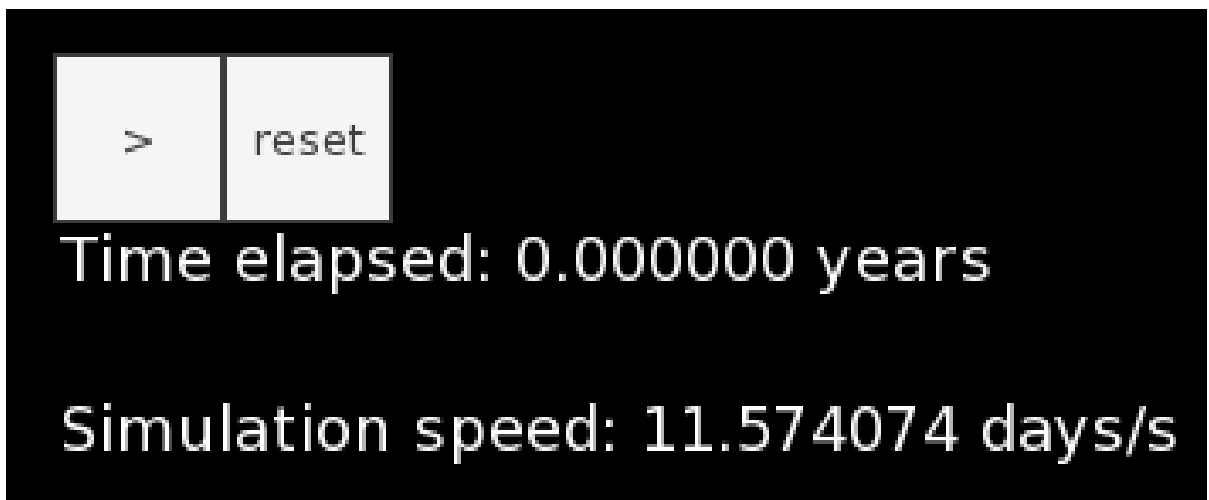 > reset
Time elapsed: 0.000000 years
Simulation speed: 11.574074 days/s